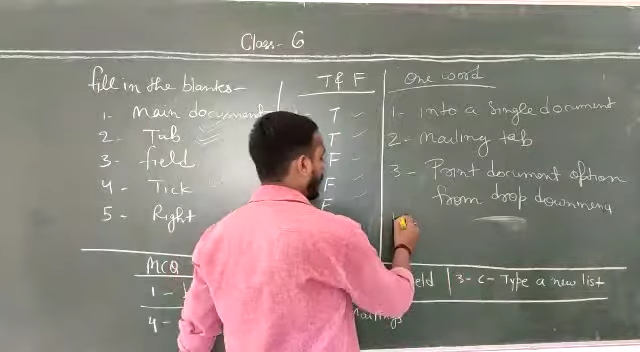 Class- 6
fill in the blanks-
1- Main document
2- Tab
3- field
4- Tick
5- Right
T & F
T
T
F
F
F
One word
1- into a single document
2- Mailing tab
3- Print document option
from drop downmenu
MCQ
1-
4-
eld
3- C- Type a new list
Mailings